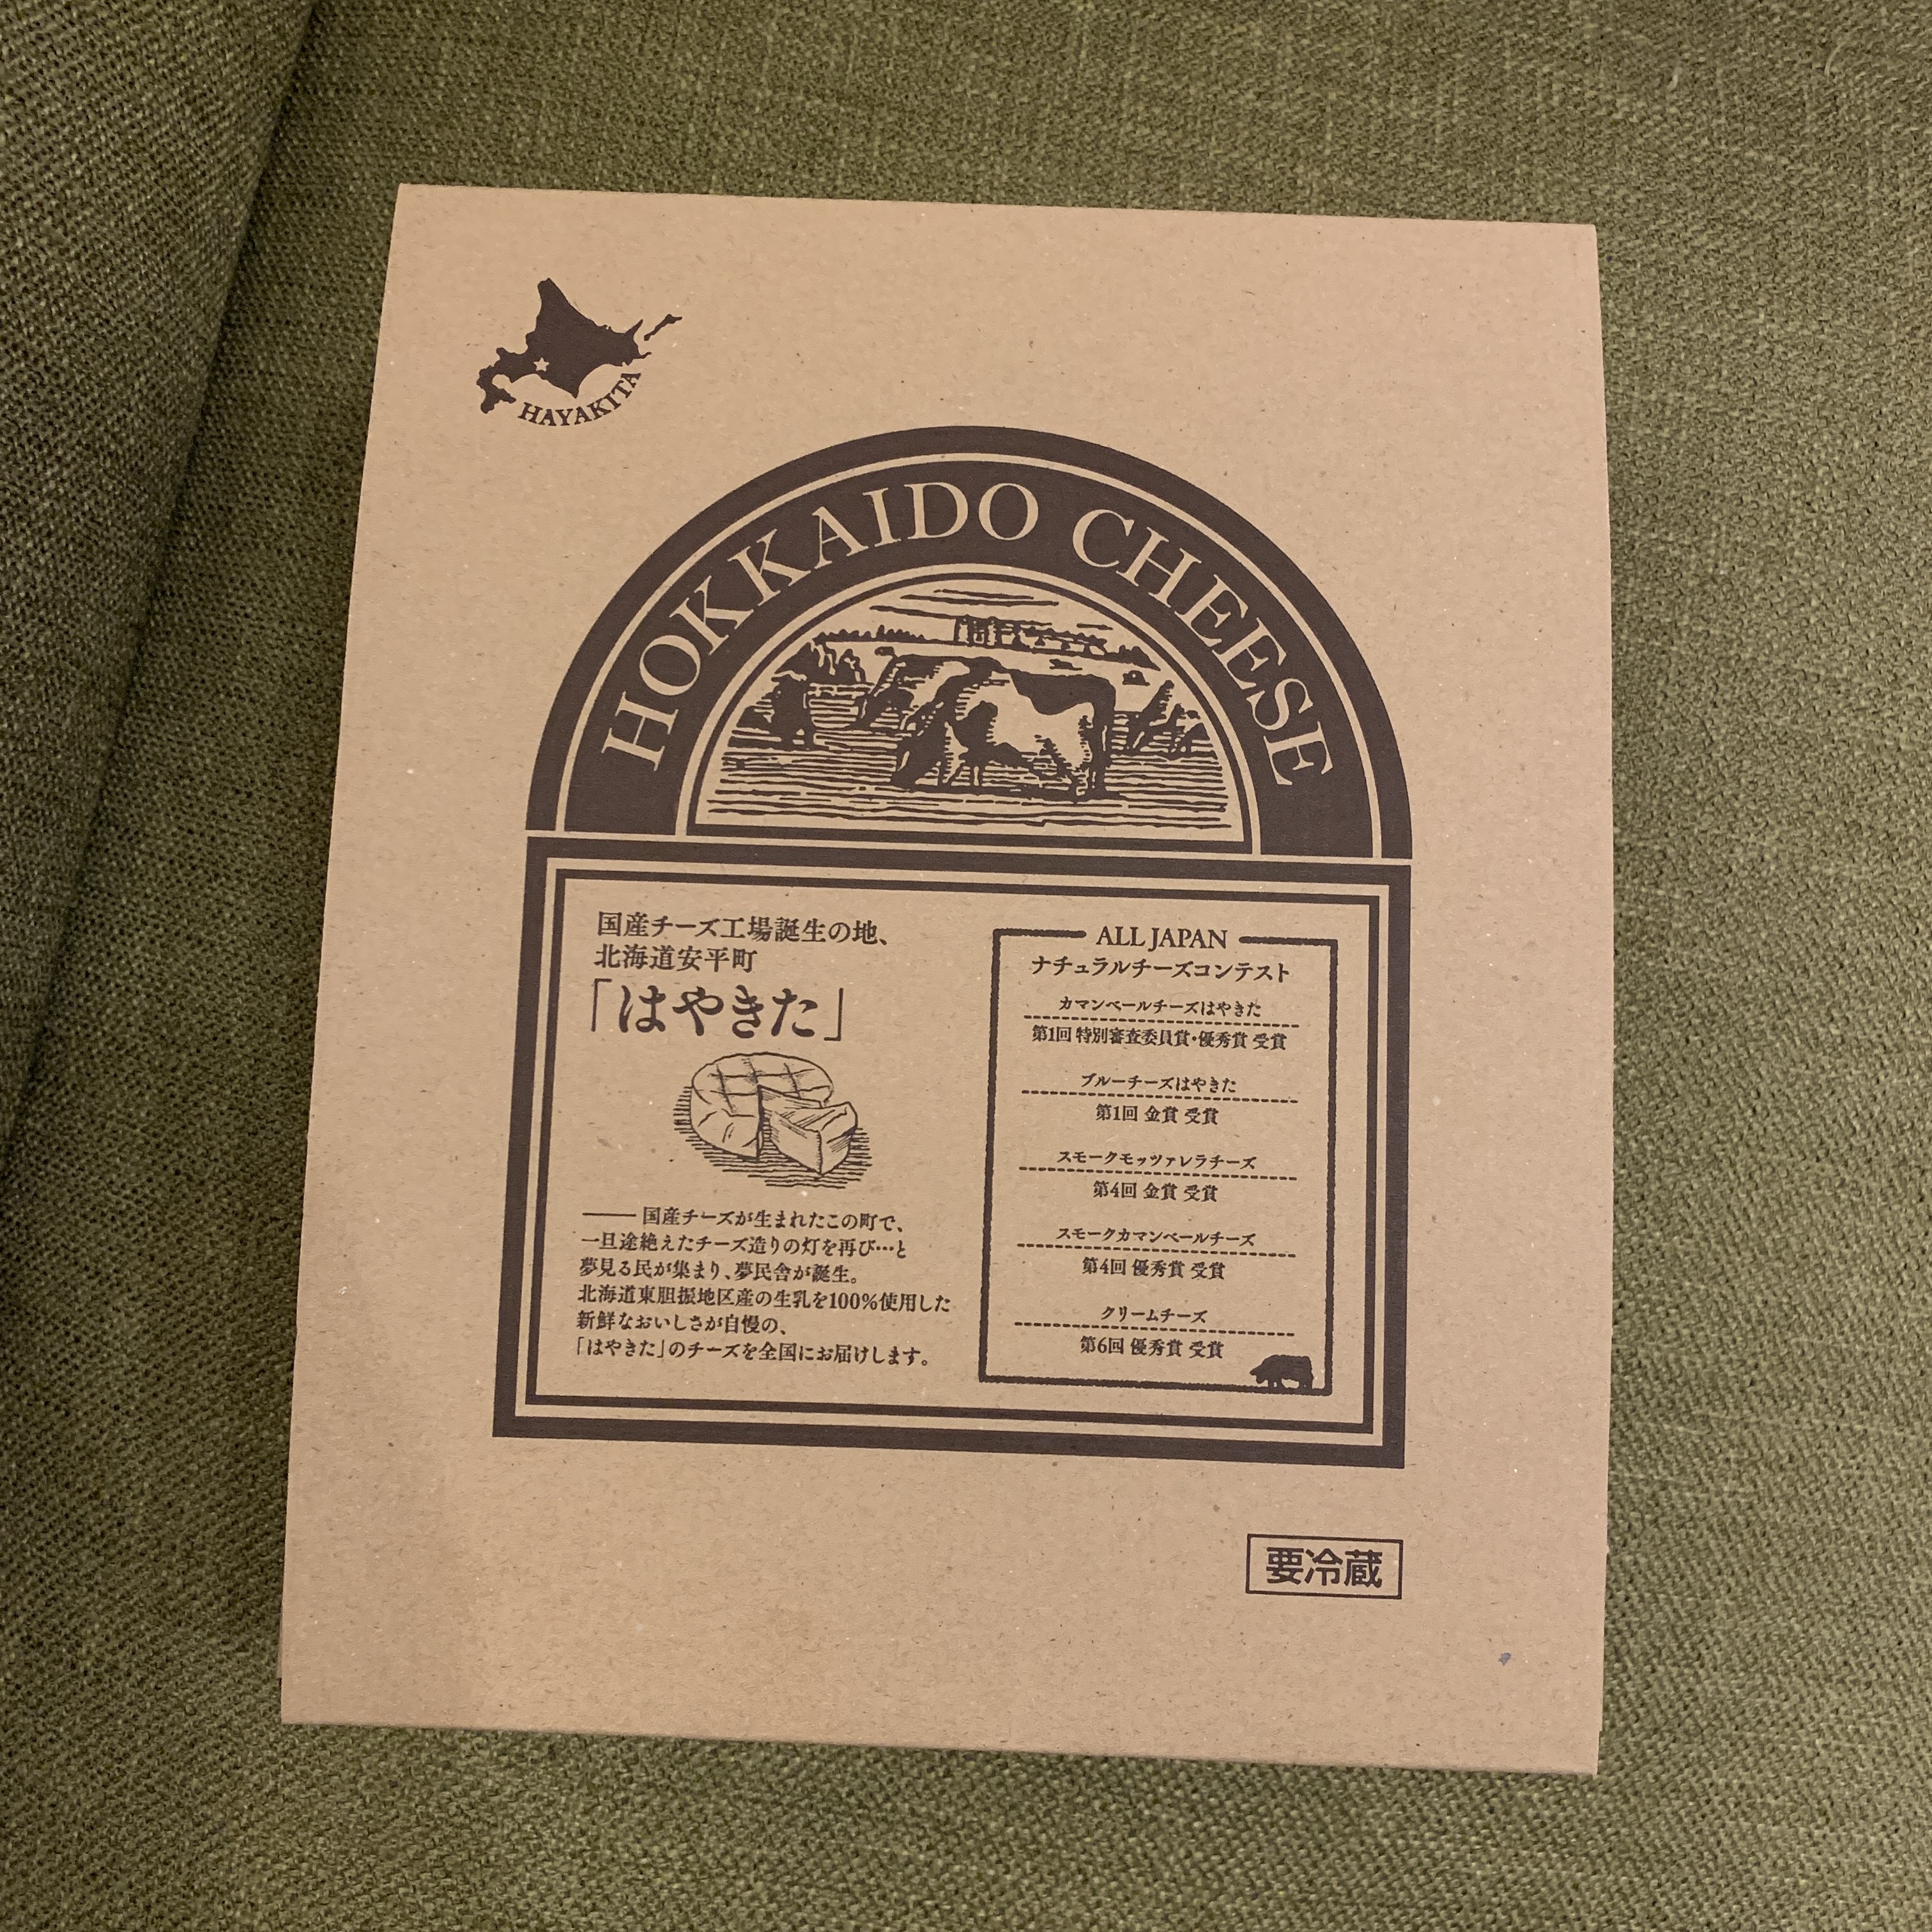 HAYAKITA
HOKKAIDO CHEESE
国産チーズ工場誕生の地、
北海道安平町
「はやきた」
国産チーズが生まれたこの町で、
一旦途絶えたチーズ造りの灯を再び…と
夢見る民が集まり、夢民舎が誕生。
北海道東胆振地区産の生乳を100%使用した
新鮮なおいしさが自慢の、
「はやきた」のチーズを全国にお届けします。
ALL JAPAN
ナチュラルチーズコンテスト
カマンベールチーズはやきた
第1回 特別審査委員賞・優秀賞 受賞
ブルーチーズはやきた
第1回 金賞 受賞
スモークモッツァレラチーズ
第4回 金賞 受賞
スモークカマンベールチーズ
第4回 優秀賞 受賞
クリームチーズ
第6回 優秀賞 受賞
要冷蔵